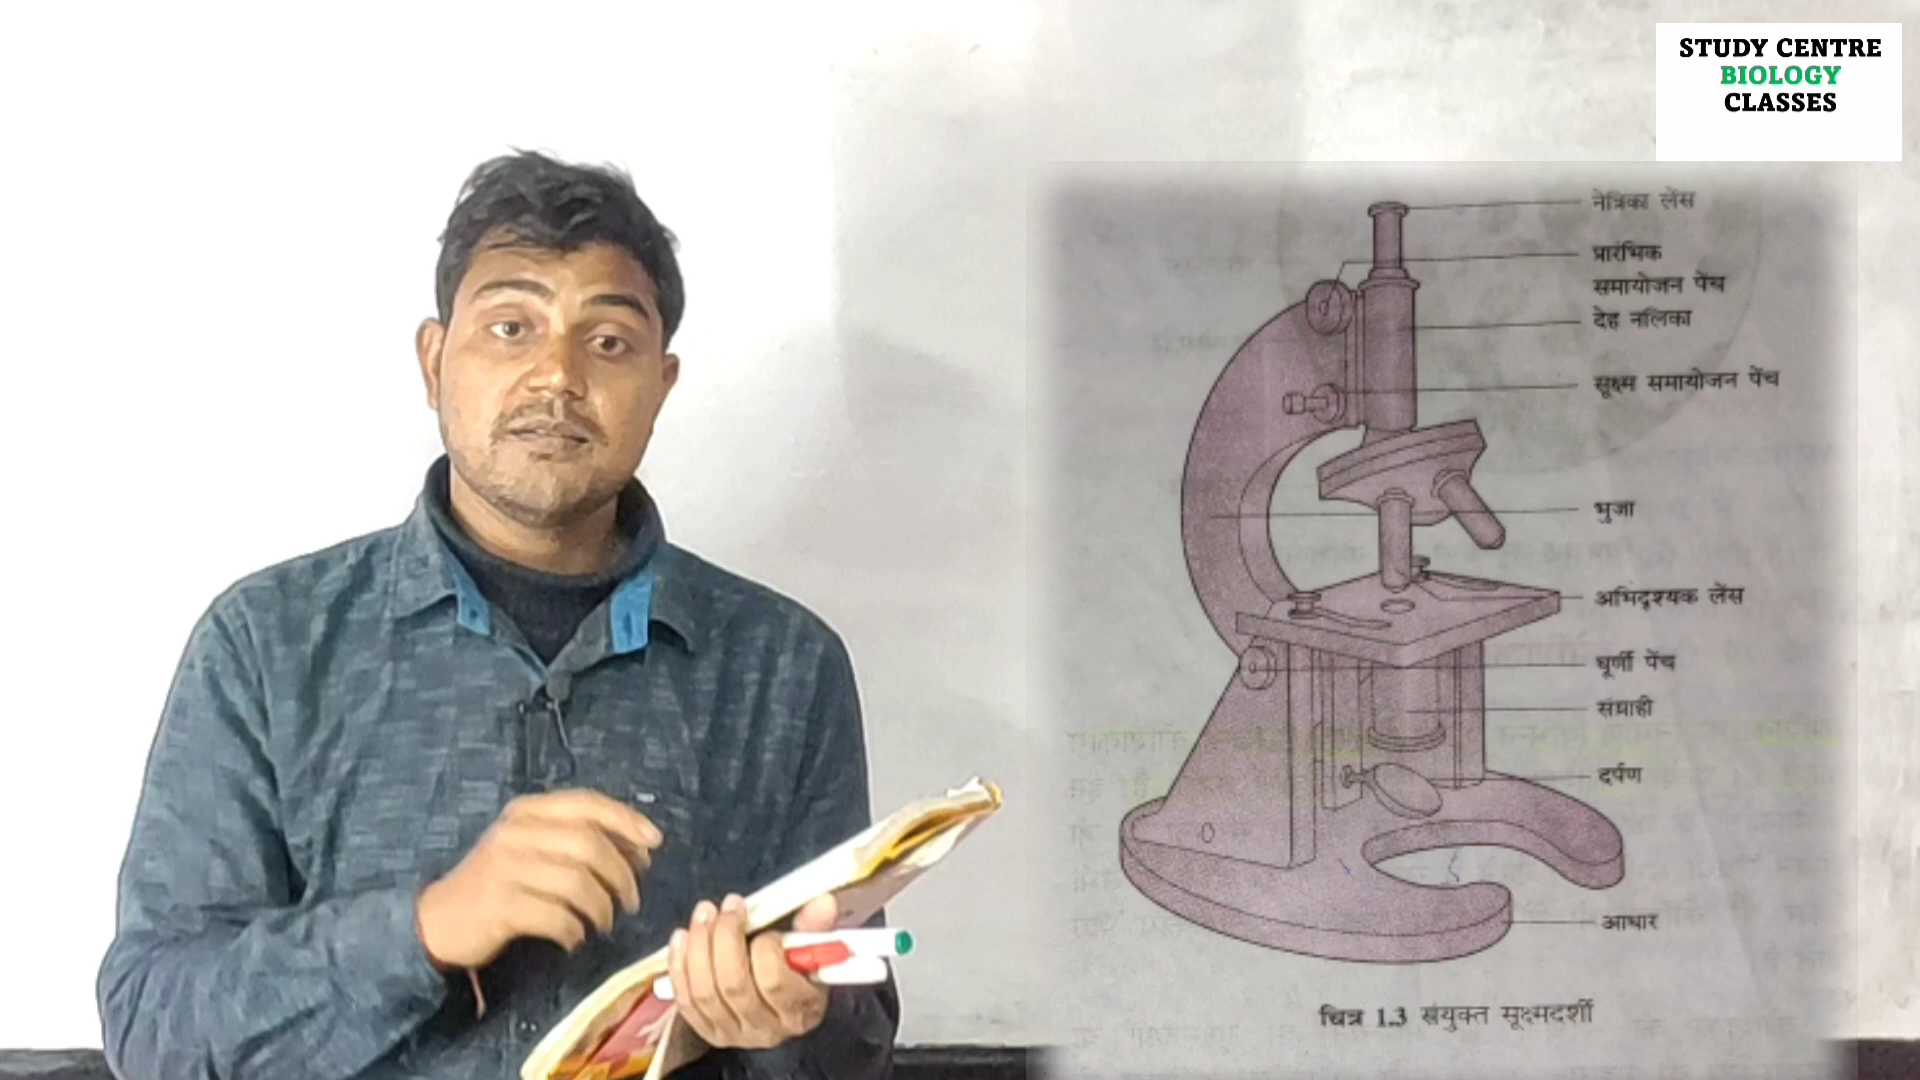 STUDY CENTRE
BIOLOGY
CLASSES
नेत्रिका लेंस
प्रारंभिक
समायोजन पेंच
देह नलिका
सूक्ष्म समायोजन पेंच
भुजा
अभिदृश्यक लेंस
घूर्णी पेंच
संग्राही
दर्पण
आधार
चित्र 1.3 संयुक्त सूक्ष्मदर्शी